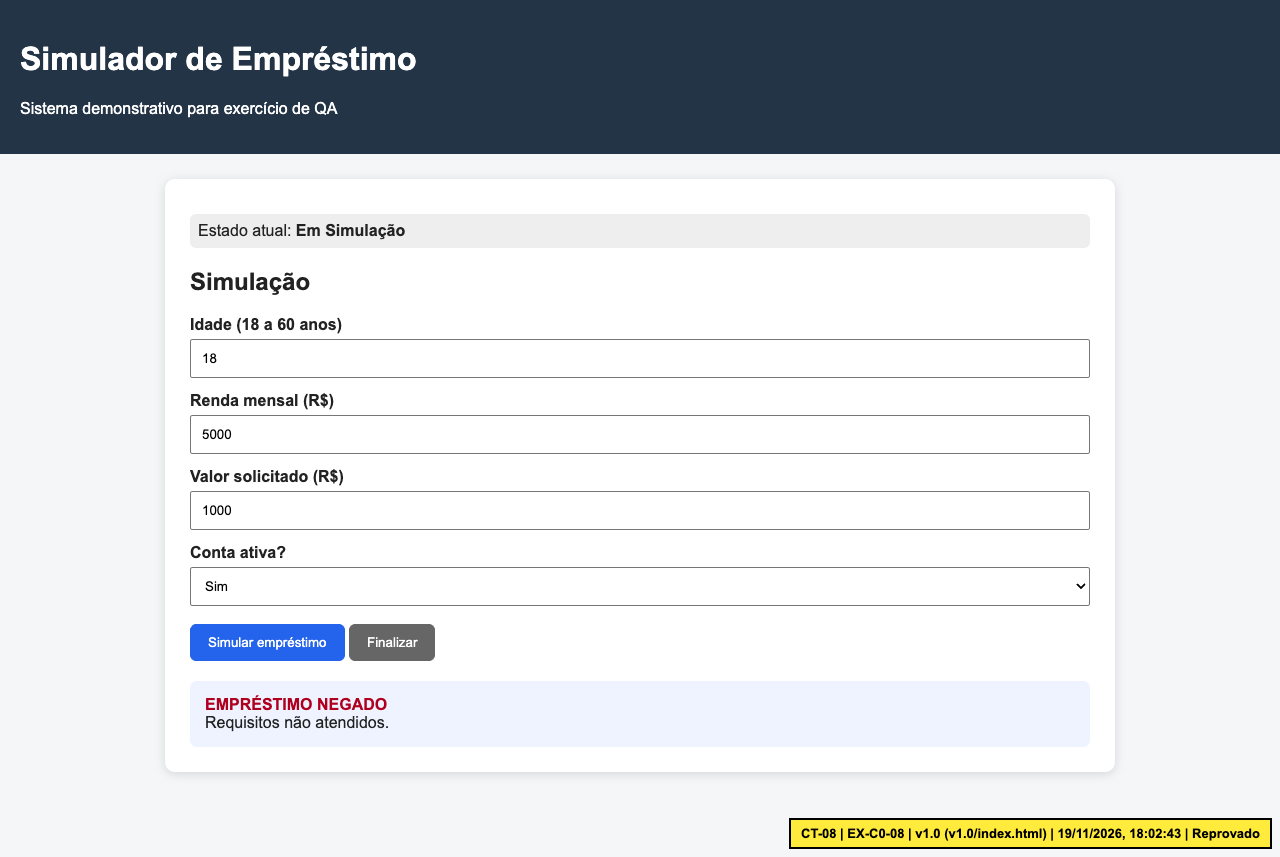 Simulador de Empréstimo
Sistema demonstrativo para exercício de QA
Estado atual: Em Simulação
Simulação
Idade (18 a 60 anos)
18
Renda mensal (R$)
5000
Valor solicitado (R$)
1000
Conta ativa?
Sim
Simular empréstimo Finalizar
EMPRÉSTIMO NEGADO
Requisitos não atendidos.
CT-08 | EX-C0-08 | v1.0 (v1.0/index.html) | 19/11/2026, 18:02:43 | Reprovado